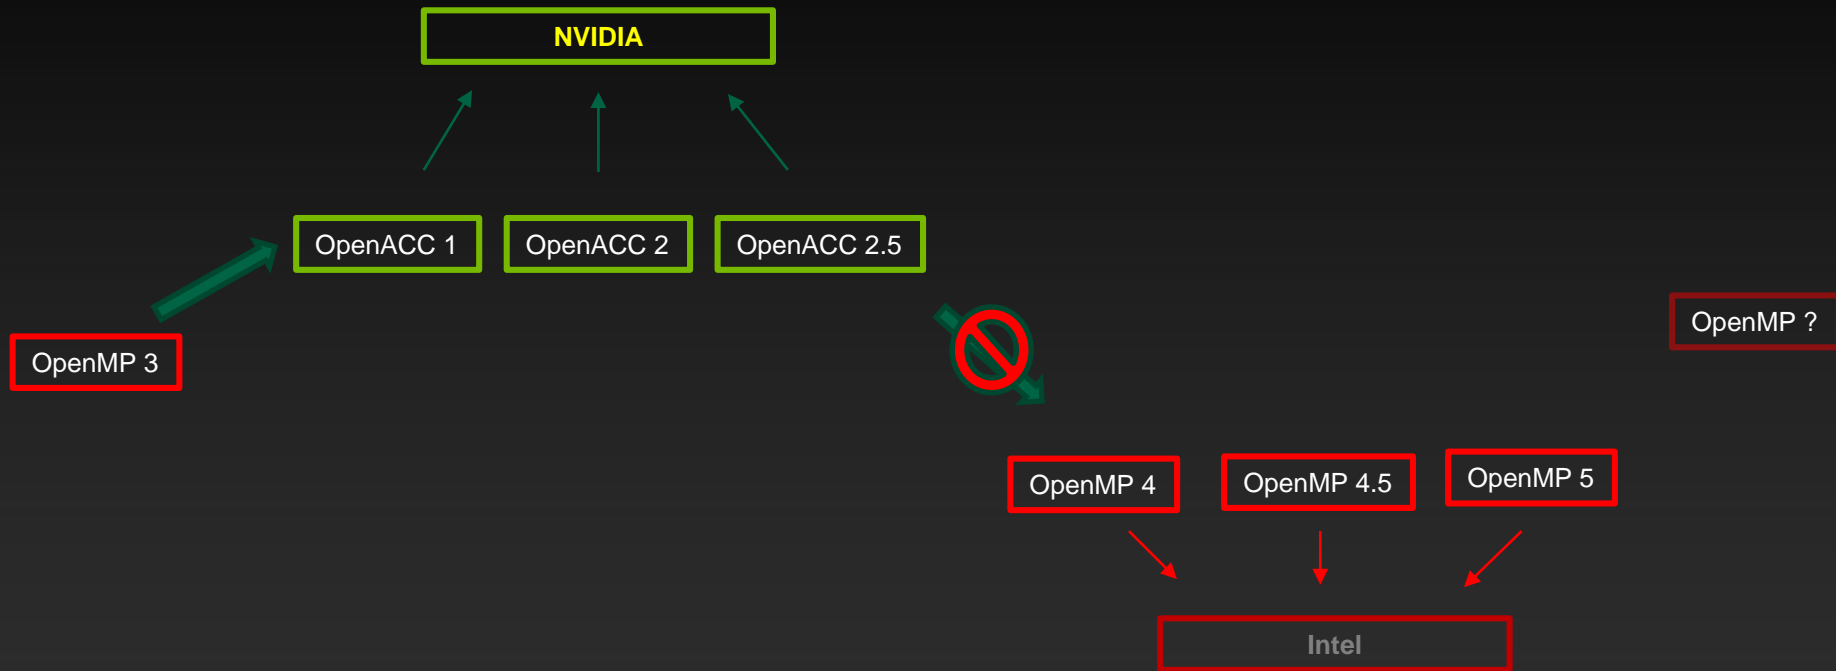 NVIDIA
OpenACC 1
OpenACC 2
OpenACC 2.5
OpenMP ?
OpenMP 3
OpenMP 4
OpenMP 4.5
OpenMP 5
Intel